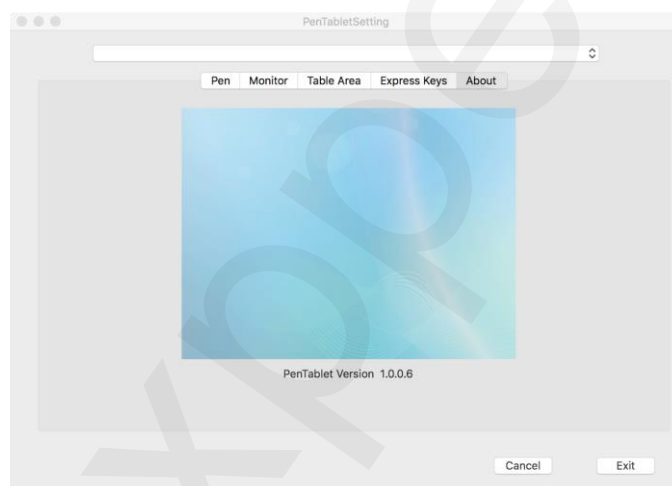 PenTabletSetting
Pen Monitor Table Area Express Keys About
PenTablet Version 1.0.0.6
Cancel Exit